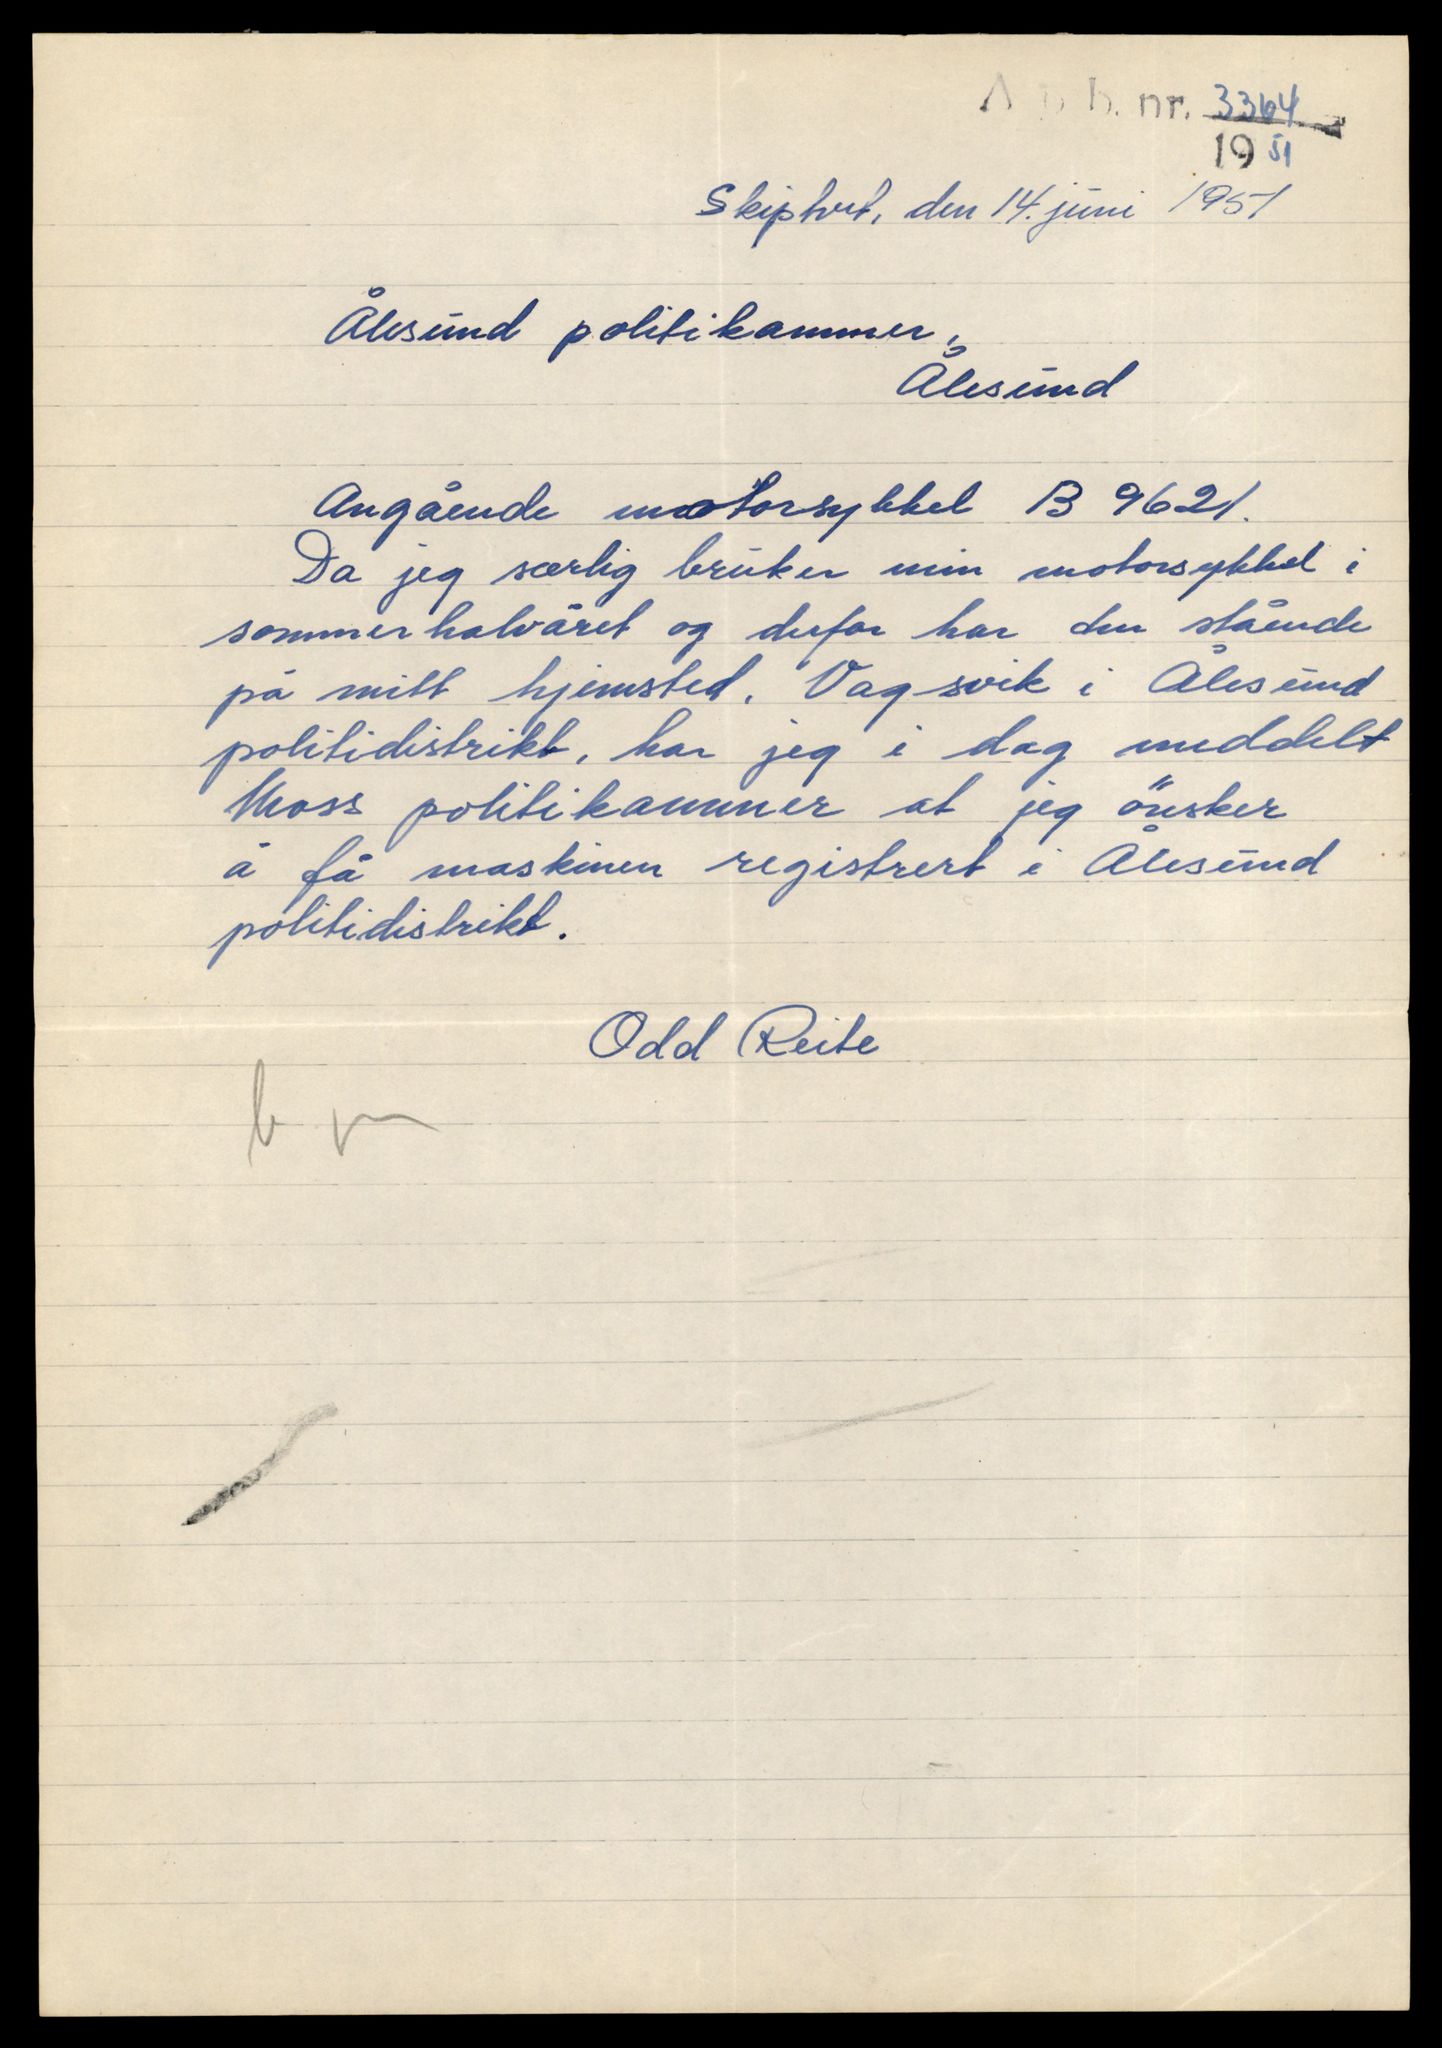 nr. 3364
1951
Skiptvet, den 14. juni 1951
Ålesund politikammer,
Ålesund
Angående motorsykkel B 9621.
Da jeg særlig bruker min motorsykkel i
sommerhalvåret og derfor har den stående
på mitt hjemsted, Vagsvik i Ålesund
politidistrikt, har jeg i dag meddelt
Moss politikammer at jeg ønsker
å få maskinen registrert i Ålesund
politidistrikt.
Odd Reite